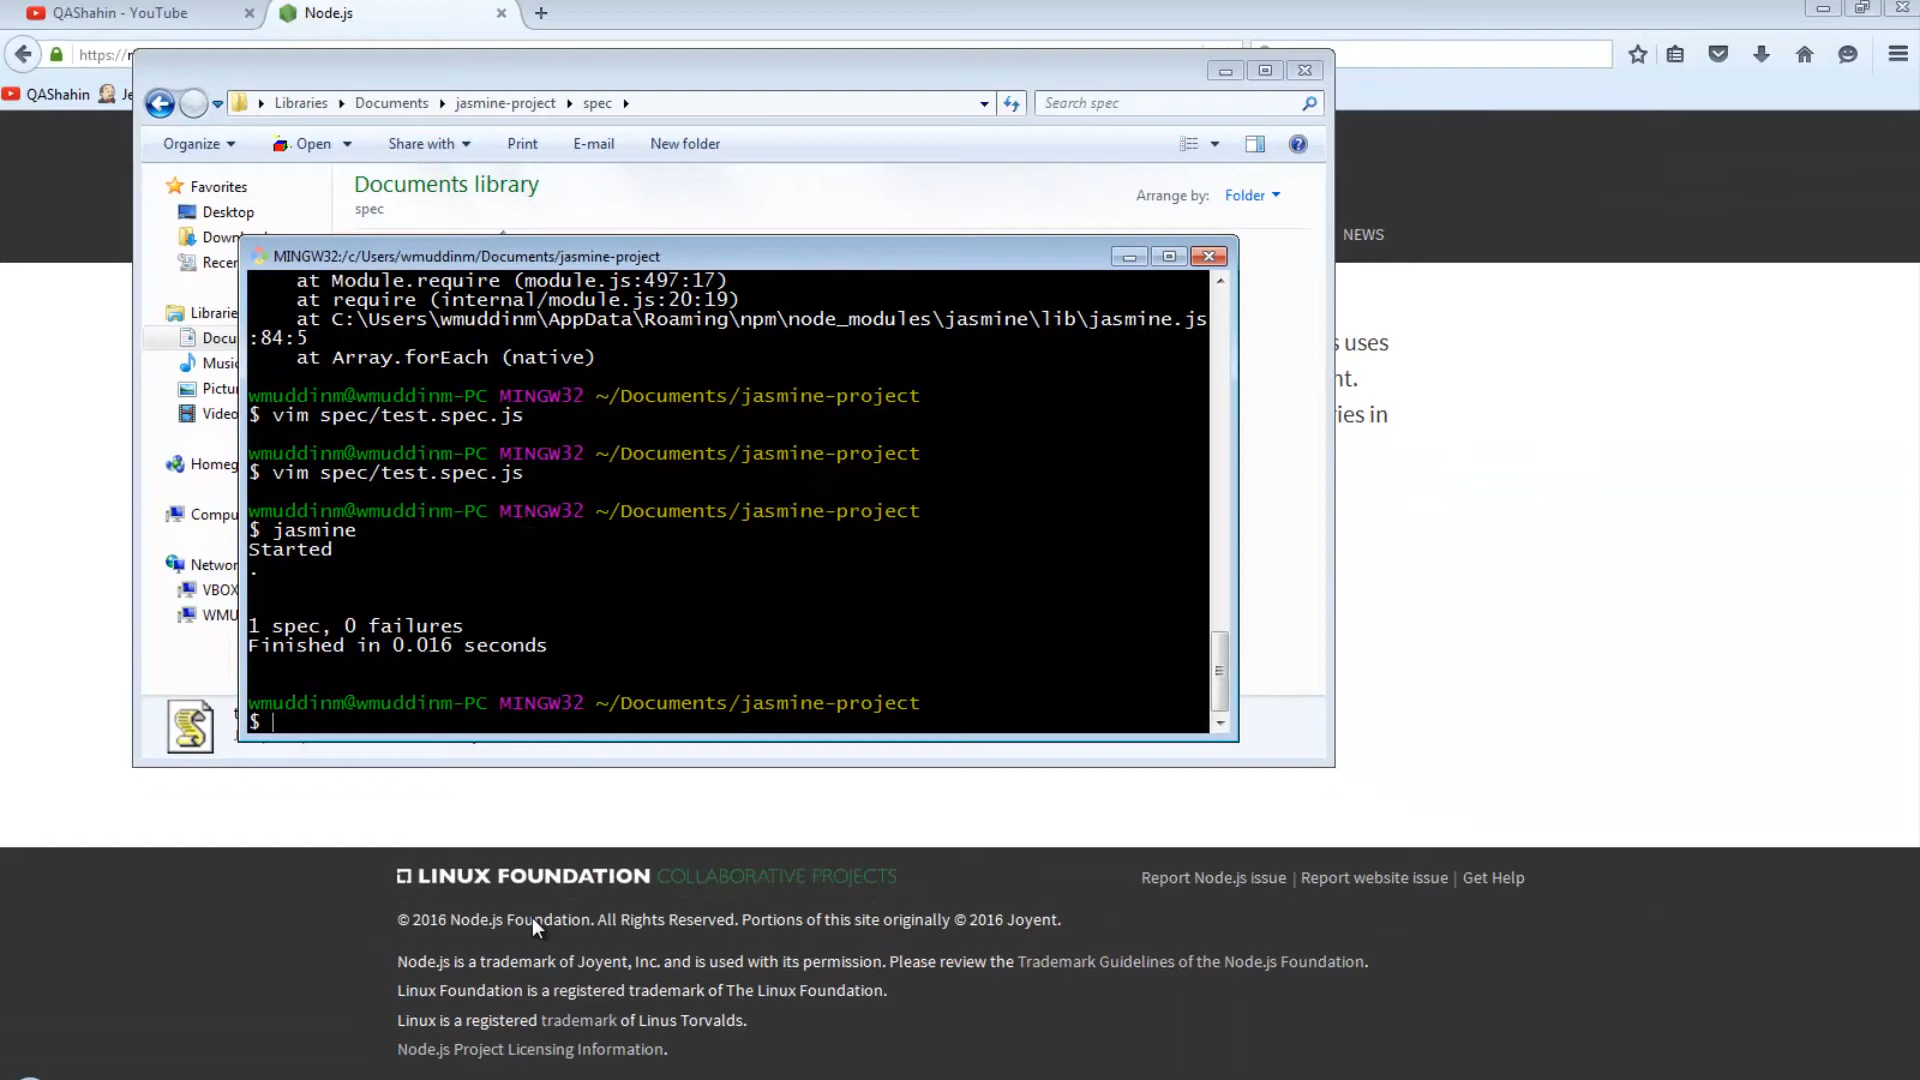 QAShahin - YouTube
Node.js
https://
QAShahin
Libraries
Documents
jasmine-project
spec
Search spec
Organize
Open
Share with
Print
E-mail
New folder
Favorites
Desktop
Documents library
spec
Arrange by:
Folder
NEWS
MINGW32:/c/Users/wmuddinm/Documents/jasmine-project
at Module.require (module.js:497:17)
at require (internal/module.js:20:19)
at C:\Users\wmuddinm\AppData\Roaming\npm\node_modules\jasmine\lib\jasmine.js
:84:5
at Array.forEach (native)
wmuddinm@wmuddinm-PC MINGW32 ~/Documents/jasmine-project
$ vim spec/test.spec.js
wmuddinm@wmuddinm-PC MINGW32 ~/Documents/jasmine-project
$ vim spec/test.spec.js
wmuddinm@wmuddinm-PC MINGW32 ~/Documents/jasmine-project
$ jasmine
Started
.
1 spec, 0 failures
Finished in 0.016 seconds
wmuddinm@wmuddinm-PC MINGW32 ~/Documents/jasmine-project
$
uses
LINUX FOUNDATION COLLABORATIVE PROJECTS
Report Node.js issue | Report website issue | Get Help
© 2016 Node.js Foundation. All Rights Reserved. Portions of this site originally © 2016 Joyent.
Node.js is a trademark of Joyent, Inc. and is used with its permission. Please review the Trademark Guidelines of the Node.js Foundation.
Linux Foundation is a registered trademark of The Linux Foundation.
Linux is a registered trademark of Linus Torvalds.
Node.js Project Licensing Information.